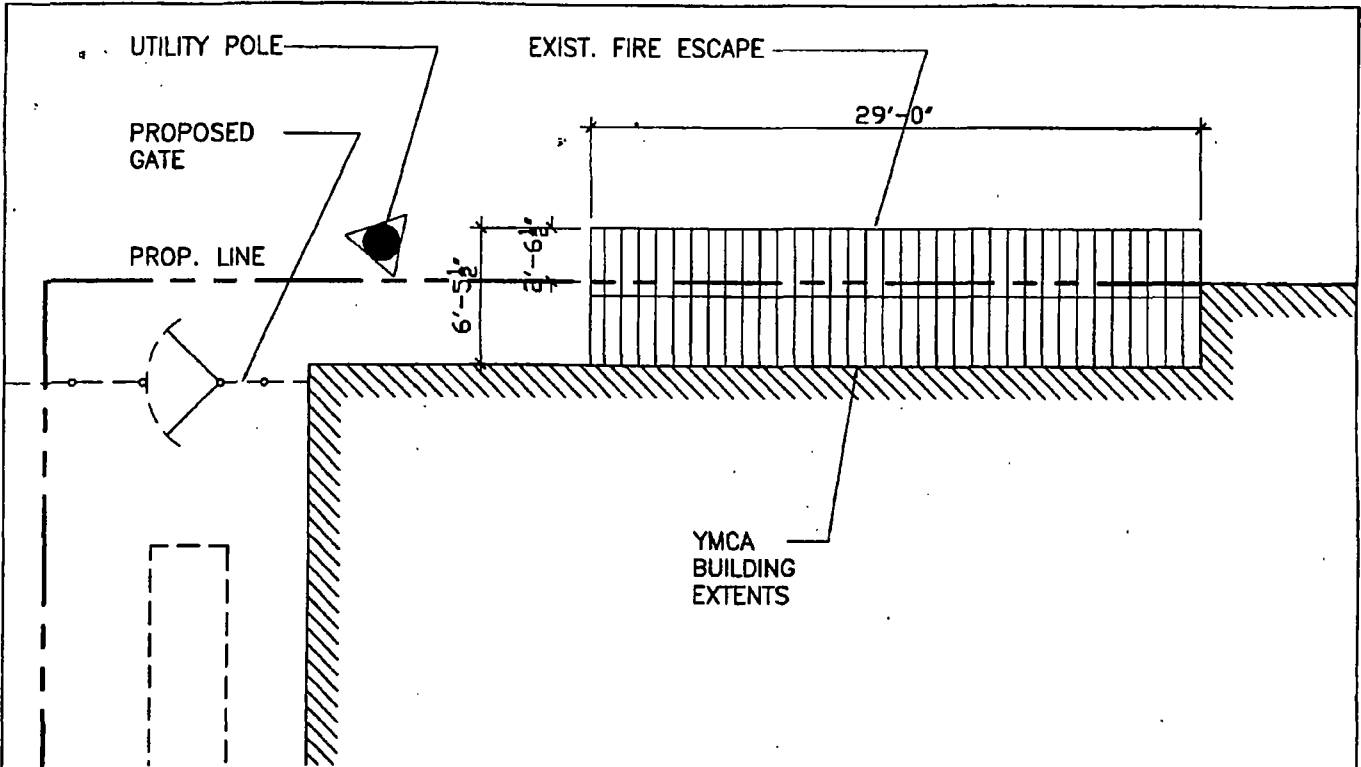 UTILITY POLE
EXIST. FIRE ESCAPE
29'-0"
PROPOSED
GATE
PROP. LINE
2'-6½"
6'-5½"
YMCA
BUILDING
EXTENTS